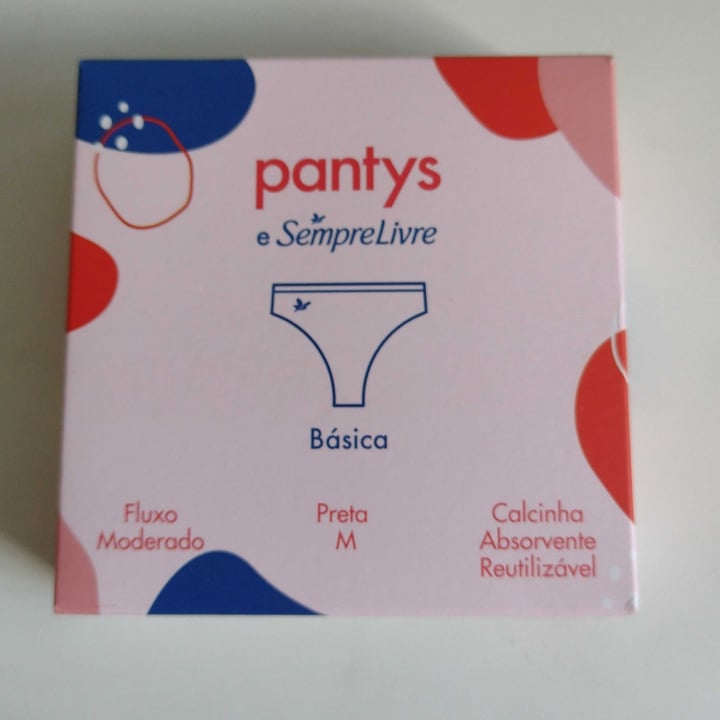 pantys
e SempreLivre
Básica
Fluxo
Moderado
Preta
M
Calcinha
Absorvente
Reutilizável